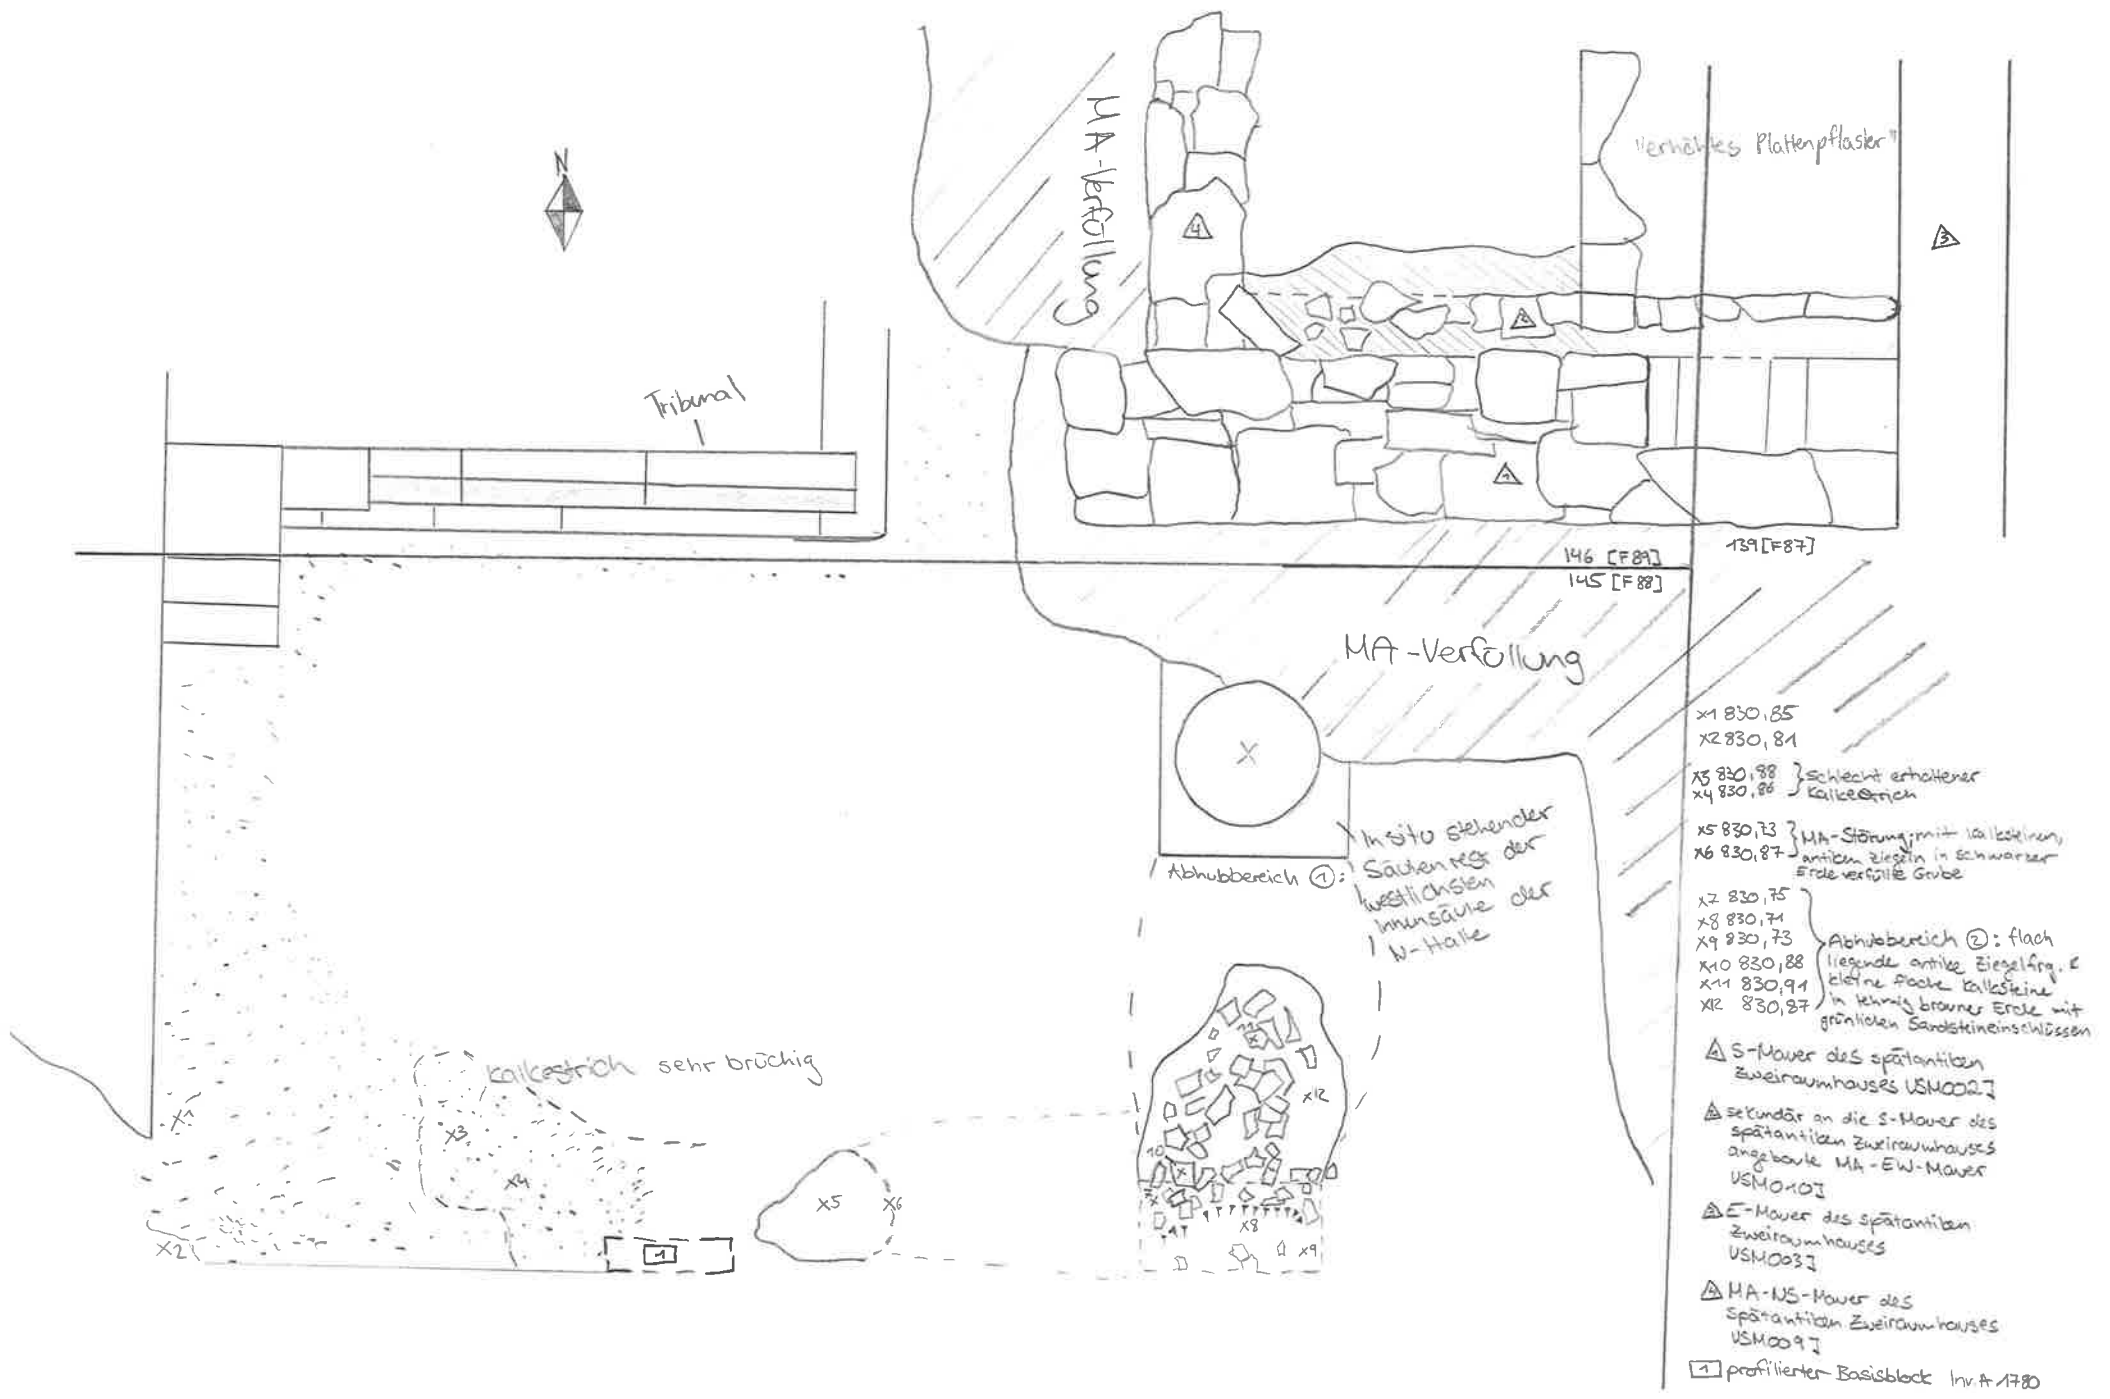 N
MA-Verfüllung
"erhöhtes Plattenpflaster"
4
3
2
Tribunal
1
146 [F89]
139 [F87]
145 [F88]
MA-Verfüllung
X
Abhubbereich ①:
In situ stehender
Säulenrest der
westlichsten
Innensäule der
N-Halle
x1 830,85
x2 830,81
x3 830,88
x4 830,86
schlecht erhaltener
Kalkestrich
x5 830,73
x6 830,87
MA-Störung; mit Kalksteinen,
antiken Ziegeln in schwarzer
Erde verfüllte Grube
x7 830,75
x8 830,71
x9 830,73
x10 830,88
x11 830,91
x12 830,87
Abhubbereich ②: flach
liegende antike Ziegelfrg. &
kleine flache Kalksteine
in lehmig brauner Erde mit
grünlichen Sandsteineinschlüssen
1 S-Mauer des spätantiken
Zweiraumhauses USM002]
2 sekundär an die S-Mauer des
spätantiken Zweiraumhauses
angebaute MA-EW-Mauer
USM010]
3 E-Mauer des spätantiken
Zweiraumhauses
USM003]
4 MA-NS-Mauer des
spätantiken Zweiraumhauses
USM009]
1 profilierter Basisblock Inv. A 1780
Kalkestrich sehr brüchig
x1
x3
x4
x2
1
x5
x6
11
x
x12
10
x
7
x
x8
x9